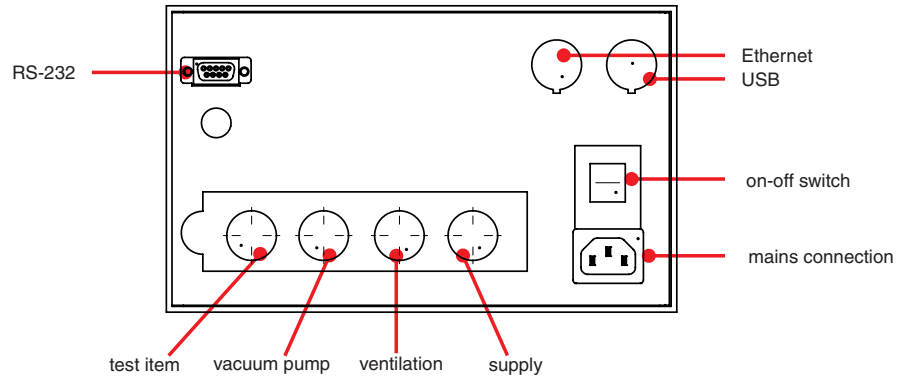 RS-232
Ethernet
USB
on-off switch
mains connection
test item
vacuum pump
ventilation
supply